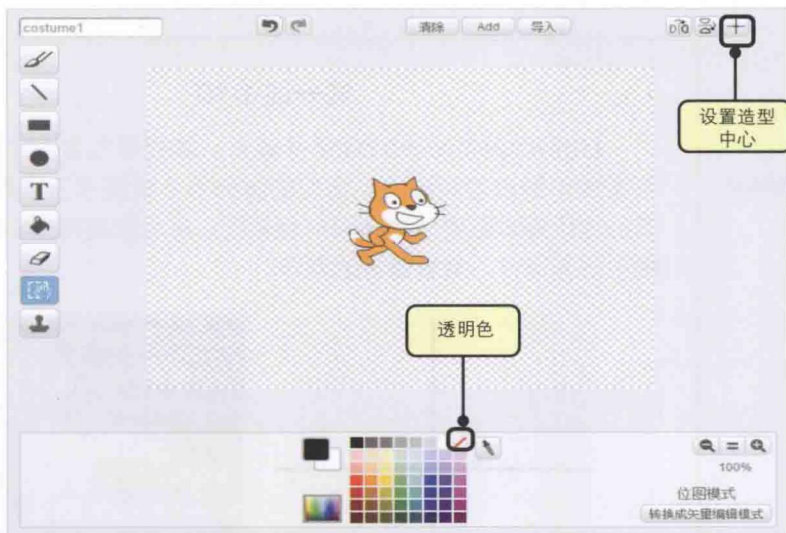 costume1
清除
Add
导入
设置造型
中心
T
透明色
100%
位图模式
转换成矢量编辑模式